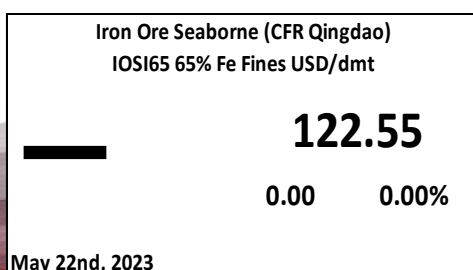 Iron Ore Seaborne (CFR Qingdao)
IOSI65 65% Fe Fines USD/dmt
122.55
0.00 0.00%
May 22nd, 2023